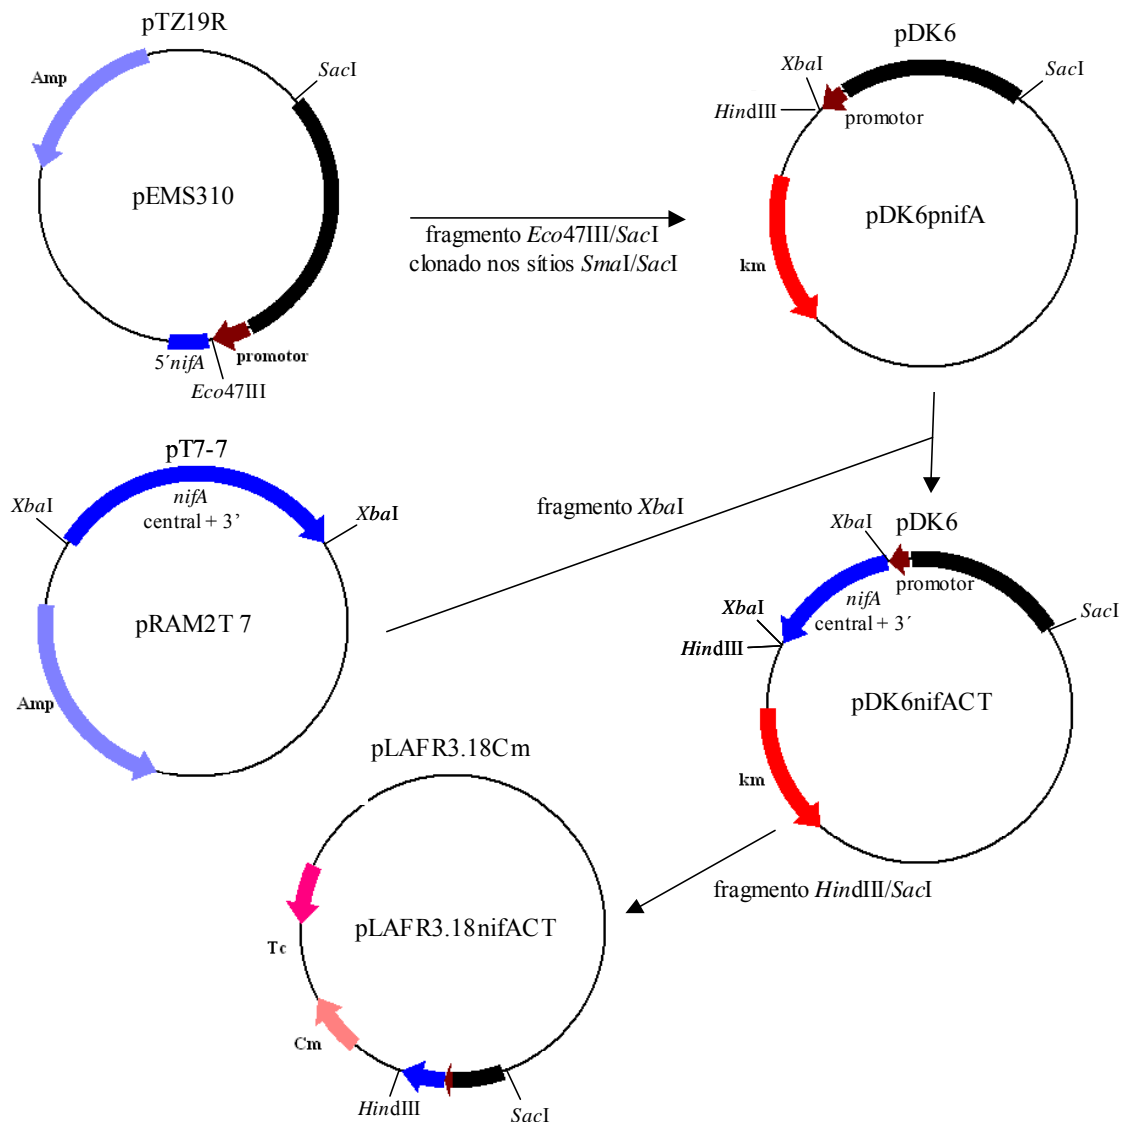 pTZ19R
Amp
SacI
pEMS310
5´nifA
promotor
Eco47III
fragmento Eco47III/SacI
clonado nos sítios SmaI/SacI
pDK6
XbaI
SacI
HindIII
promotor
pDK6pnifA
km
pT7-7
XbaI
nifA
central + 3’
XbaI
pRAM2T 7
Amp
fragmento XbaI
pDK6
XbaI
promotor
nifA
central + 3´
XbaI
HindIII
SacI
pDK6nifACT
km
fragmento HindIII/SacI
pLAFR3.18Cm
pLAFR3.18nifACT
Tc
Cm
HindIII
SacI